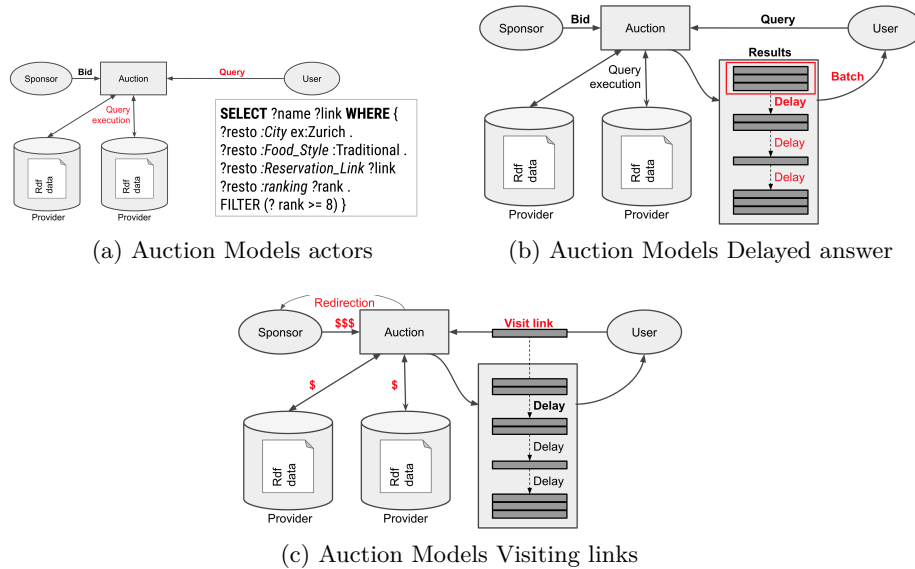 Sponsor
Bid
Auction
Query
User
Query
execution
Rdf
data
Rdf
data
Provider
Provider
SELECT ?name ?link WHERE {
?resto :City ex:Zurich .
?resto :Food_Style :Traditional .
?resto :Reservation_Link ?link
?resto :ranking ?rank .
FILTER (? rank >= 8) }
(a) Auction Models actors
Sponsor
Bid
Auction
Query
User
Query
execution
Results
Batch
Delay
Delay
Delay
Rdf
data
Rdf
data
Provider
Provider
(b) Auction Models Delayed answer
Redirection
Sponsor
$$$
Auction
Visit link
User
$
$
Delay
Delay
Delay
Rdf
data
Rdf
data
Provider
Provider
(c) Auction Models Visiting links